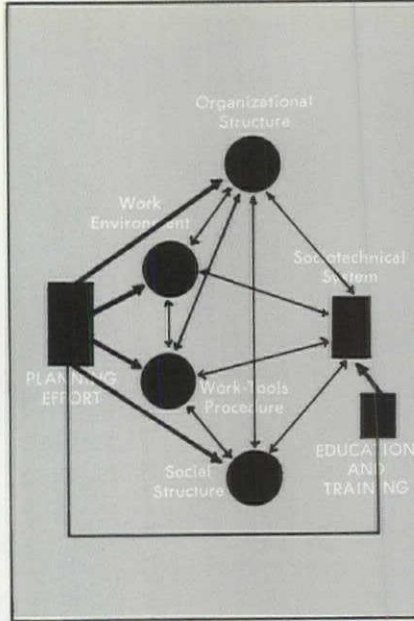 Organizational
Structure
Work
Environment
Sociotechnical
System
PLANNING
EFFORT
Work-Tools
Procedure
EDUCATION
AND
TRAINING
Social
Structure